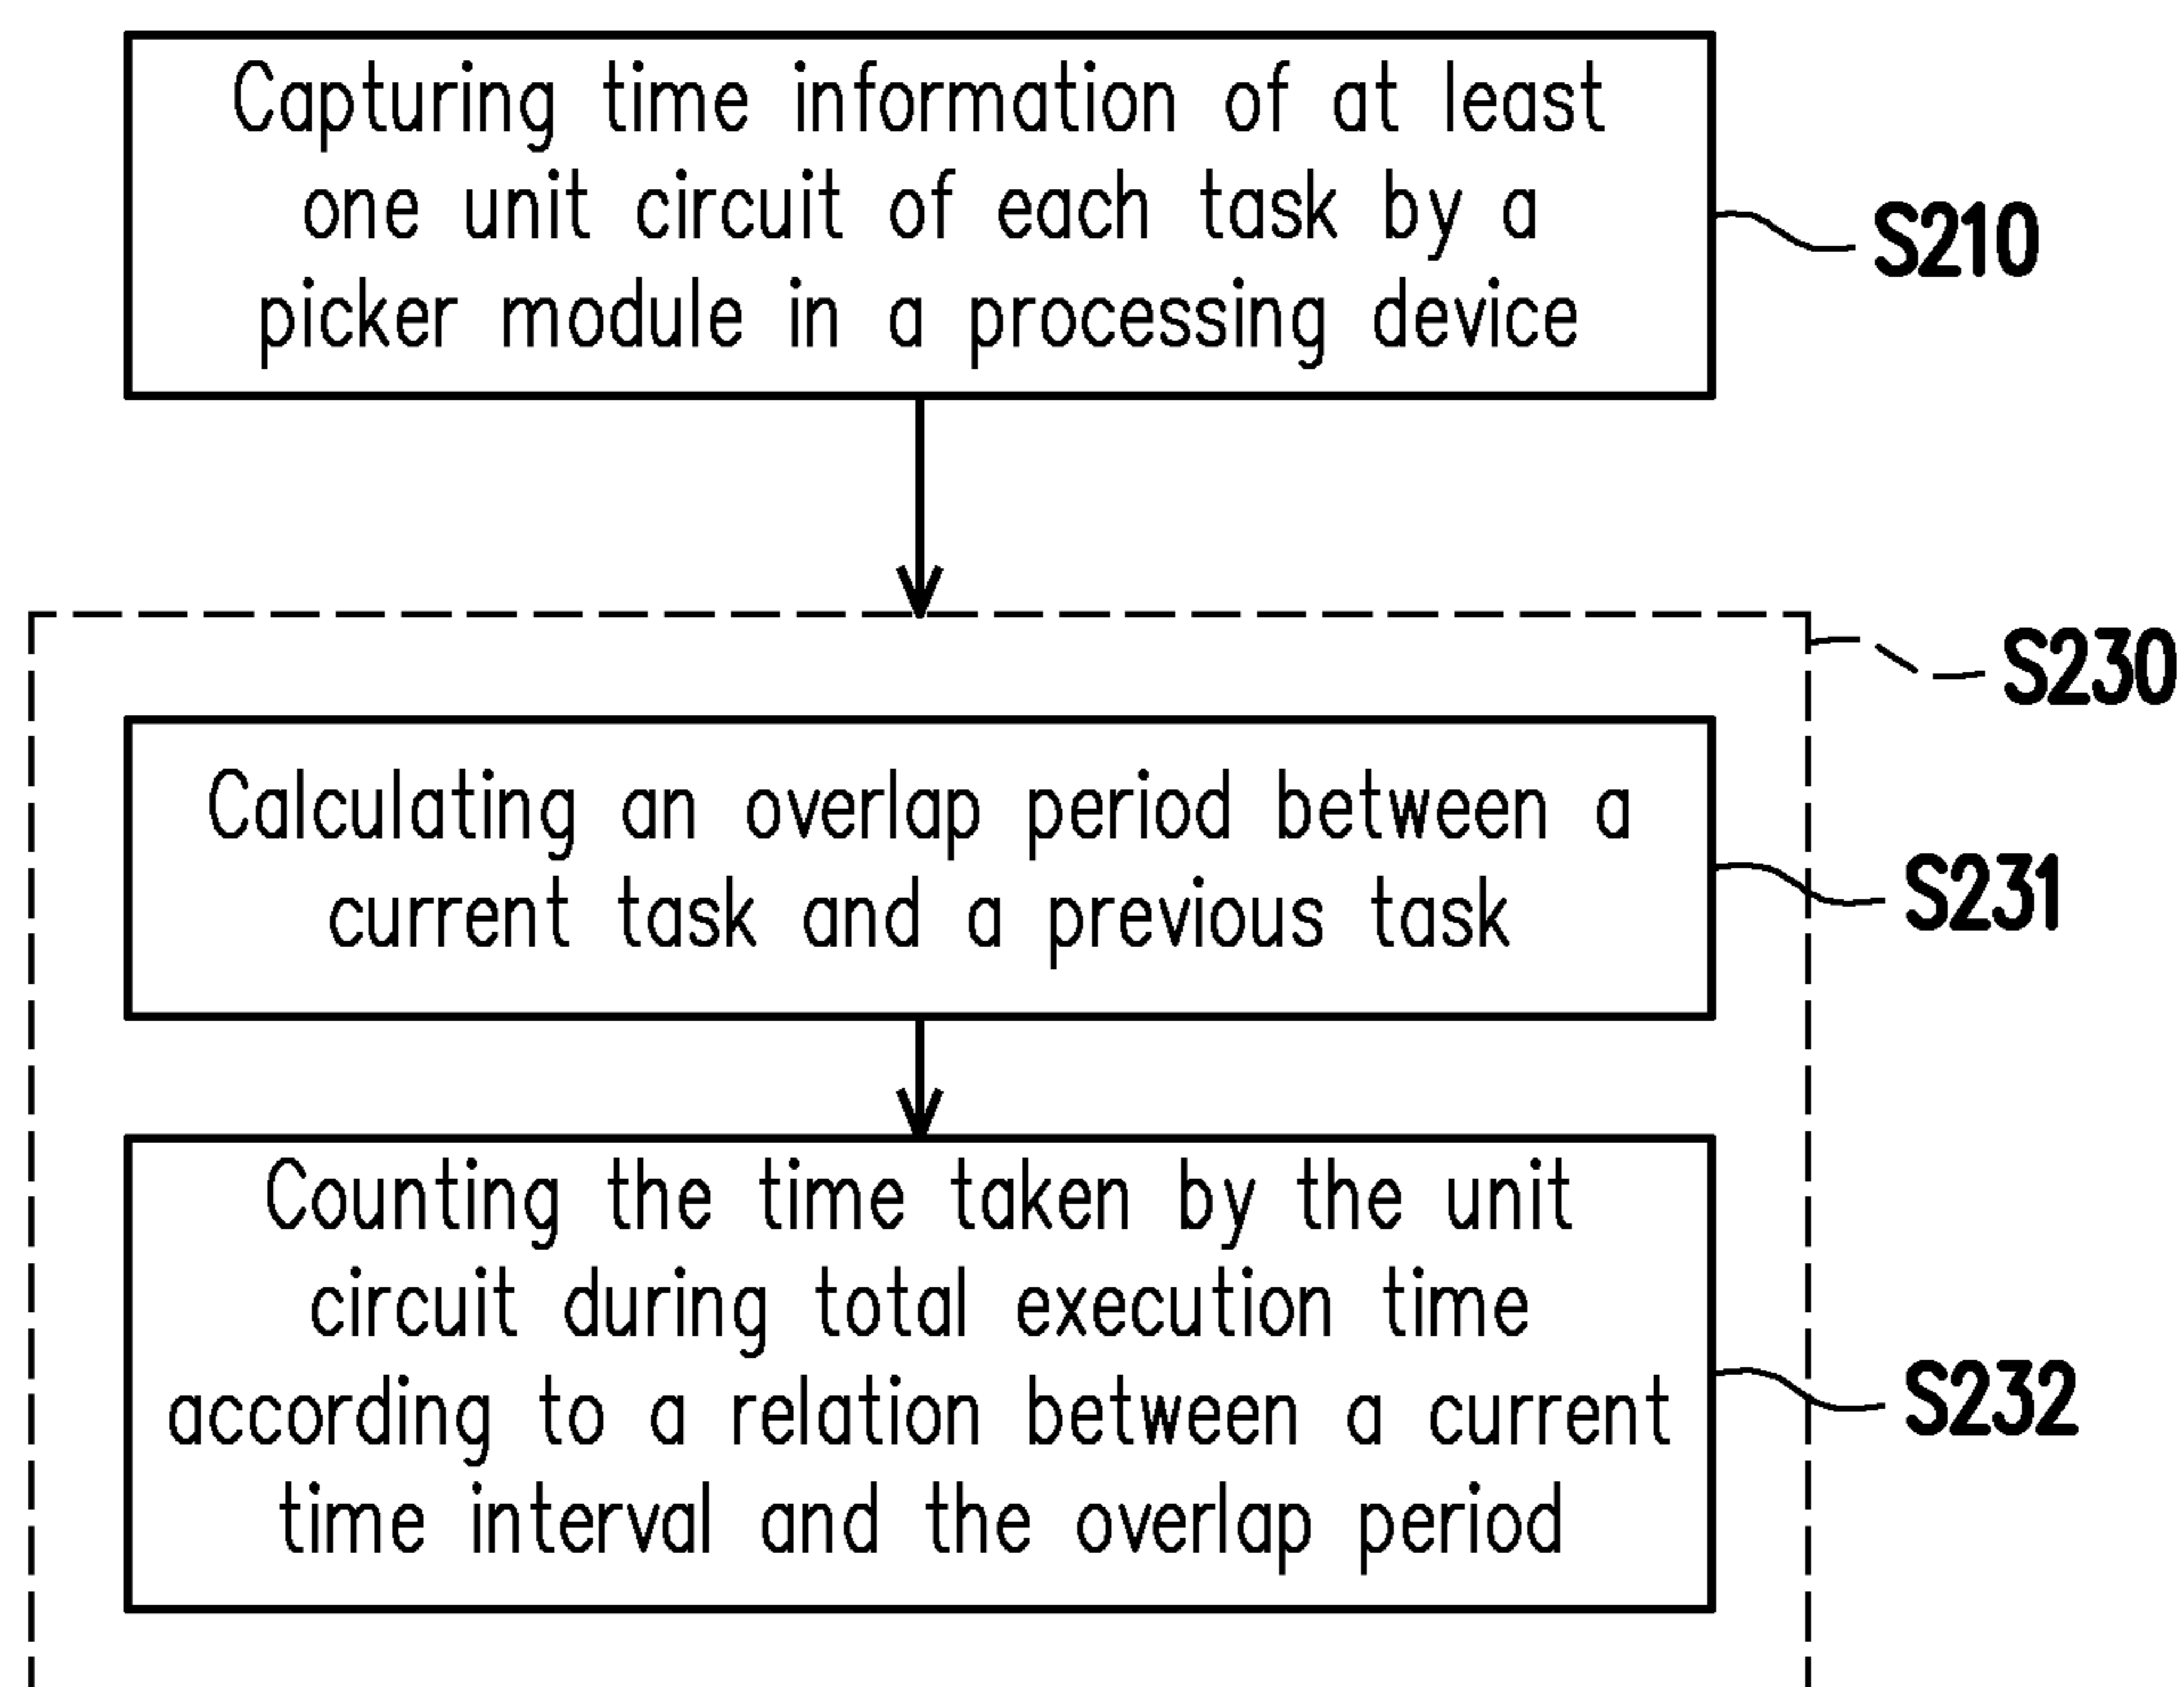 Capturing time information of at least
one unit circuit of each task by a
picker module in a processing device
S210
S230
Calculating an overlap period between a
current task and a previous task
S231
Counting the time taken by the unit
circuit during total execution time
according to a relation between a current
time interval and the overlap period
S232